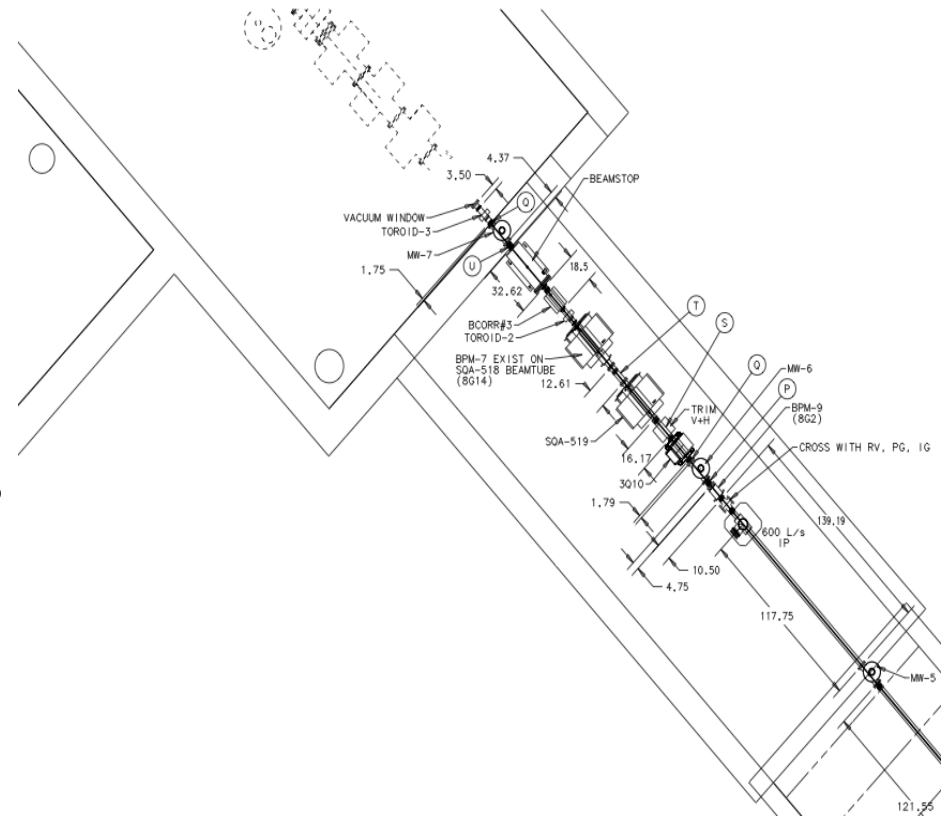 4.37
3.50
BEAMSTOP
Q
VACUUM WINDOW
TOROID-3
MW-7
U
18.5
1.75
32.62
BCORR#3
TOROID-2
T
S
BPM-7 EXIST ON
SQA-518 BEAMTUBE
(8G14)
12.61
Q
MW-6
P
BPM-9
(8G2)
TRIM
V+H
SQA-519
CROSS WITH RV, PG, IG
16.17
3Q10
1.79
139.19
600 L/s
IP
10.50
4.75
117.75
MW-5
121.55